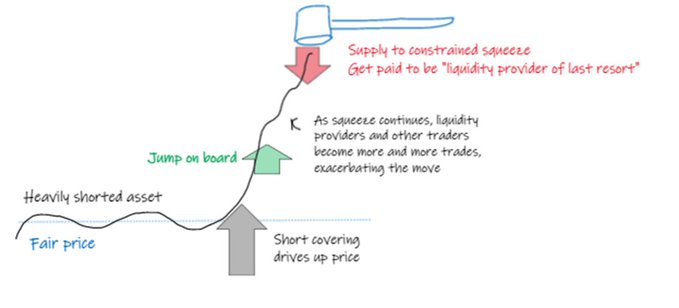 Supply to constrained squeeze
Get paid to be "liquidity provider of last resort"
As squeeze continues, liquidity
providers and other traders
become more and more trades,
exacerbating the move
Jump on board
Heavily shorted asset
Fair price
Short covering
drives up price